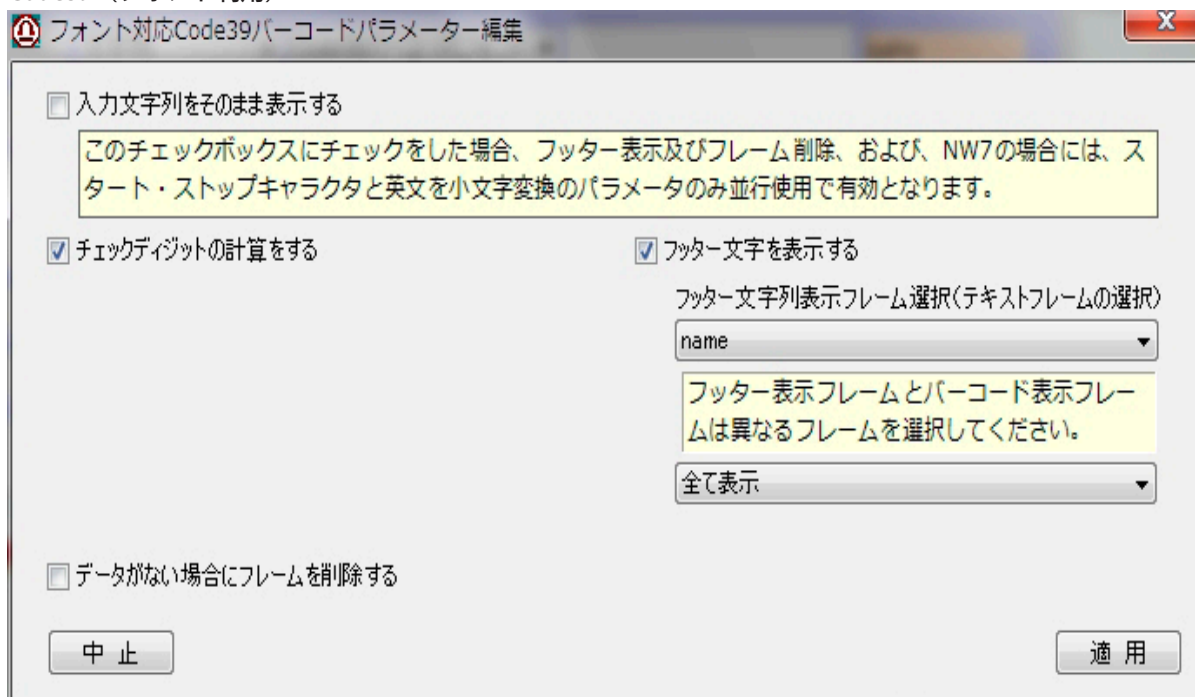 フォント対応Code39バーコードパラメーター編集
入力文字列をそのまま表示する
このチェックボックスにチェックをした場合、フッター表示及びフレーム削除、および、NW7の場合には、ス
タート・ストップキャラクタと英文を小文字変換のパラメータのみ並行使用で有効となります。
チェックディジットの計算をする
フッター文字を表示する
フッター文字列表示フレーム選択(テキストフレームの選択)
name
フッター表示フレームとバーコード表示フレー
ムは異なるフレームを選択してください。
全て表示
データがない場合にフレームを削除する
中止
適用